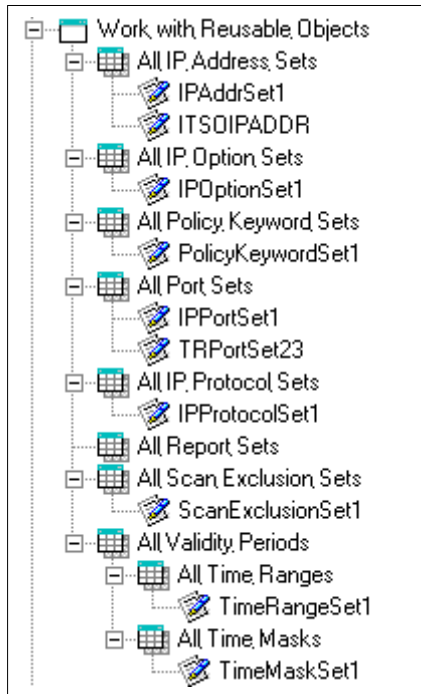 Work with Reusable Objects
All IP Address Sets
IPAddrSet1
ITSOIPADDR
All IP Option Sets
IPOptionSet1
All Policy Keyword Sets
PolicyKeywordSet1
All Port Sets
IPPortSet1
TRPortSet23
All IP Protocol Sets
IPProtocolSet1
All Report Sets
All Scan Exclusion Sets
ScanExclusionSet1
All Validity Periods
All Time Ranges
TimeRangeSet1
All Time Masks
TimeMaskSet1